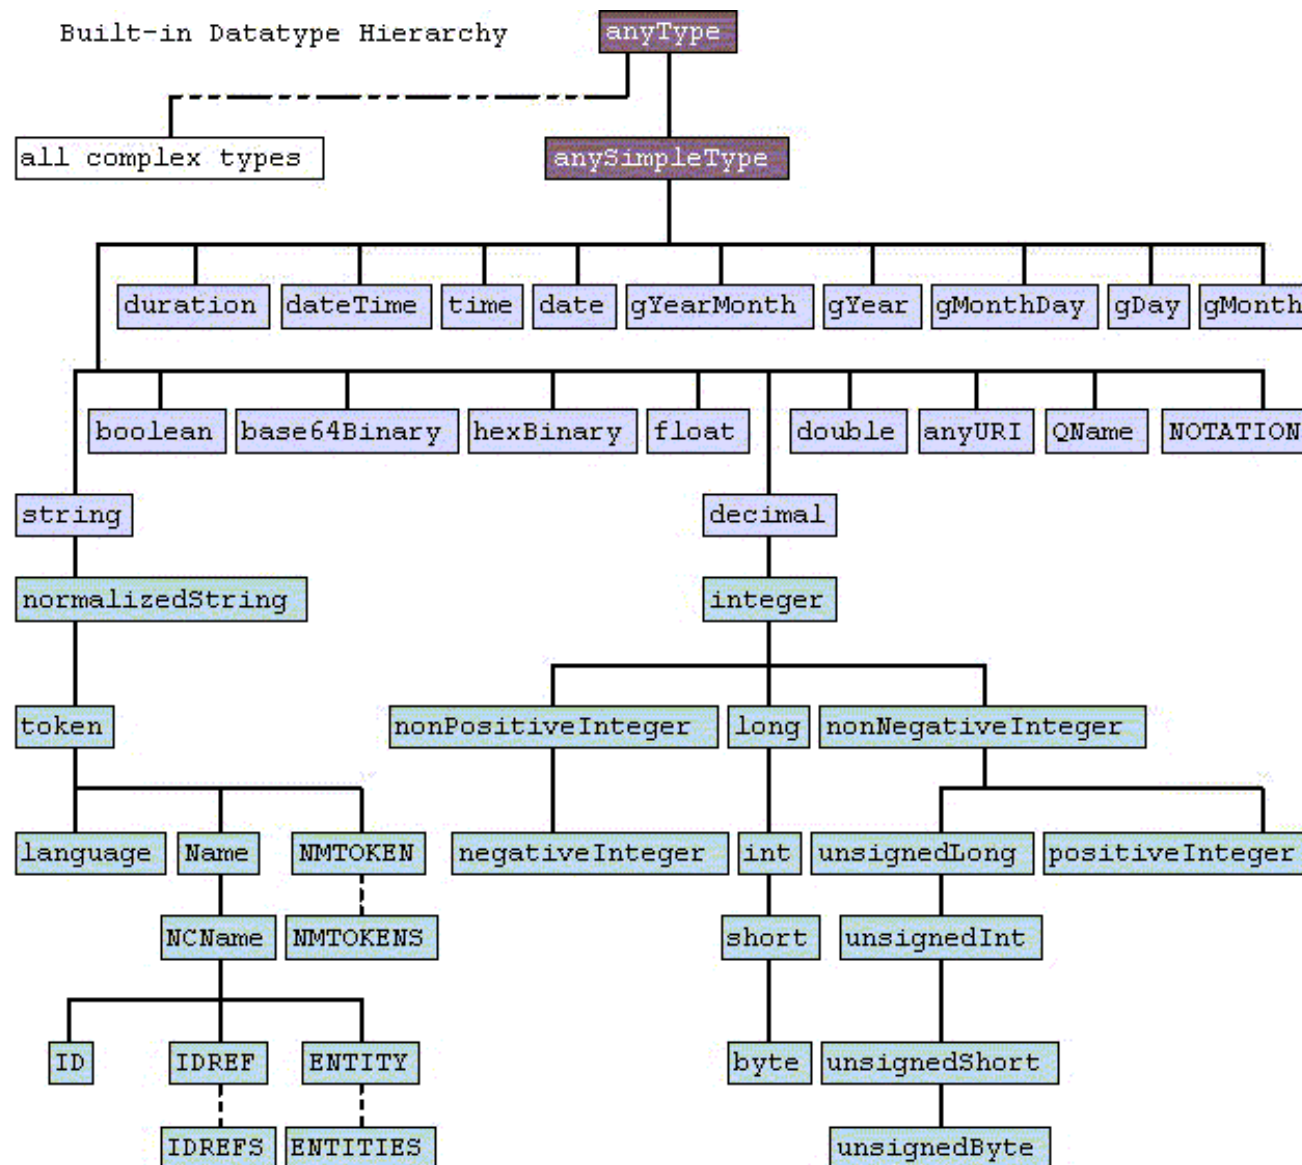 Built-in Datatype Hierarchy
anyType
all complex types
anySimpleType
duration
dateTime
time
date
gYearMonth
gYear
gMonthDay
gDay
gMonth
boolean
base64Binary
hexBinary
float
double
anyURI
QName
NOTATION
string
decimal
normalizedString
integer
token
nonPositiveInteger
long
nonNegativeInteger
language
Name
NMTOKEN
negativeInteger
int
unsignedLong
positiveInteger
NCName
NMTOKENS
short
unsignedInt
ID
IDREF
ENTITY
byte
unsignedShort
IDREFS
ENTITIES
unsignedByte